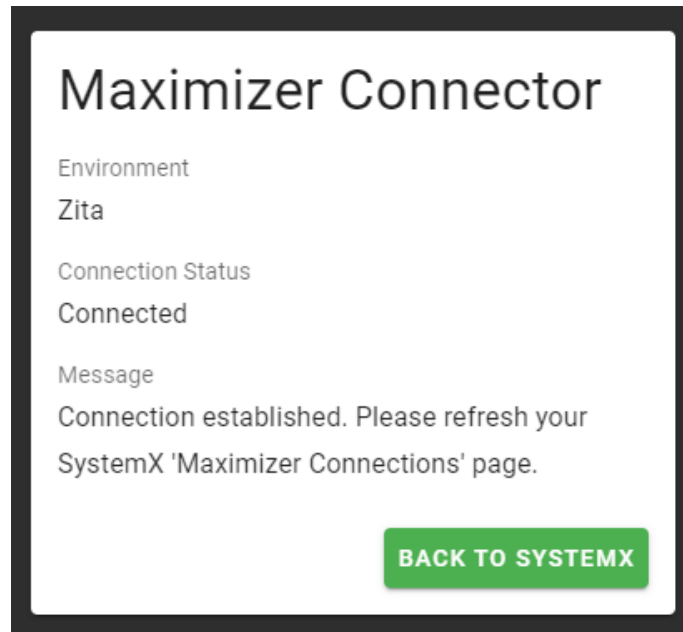 Maximizer Connector
Environment
Zita
Connection Status
Connected
Message
Connection established. Please refresh your
SystemX 'Maximizer Connections' page.
BACK TO SYSTEMX